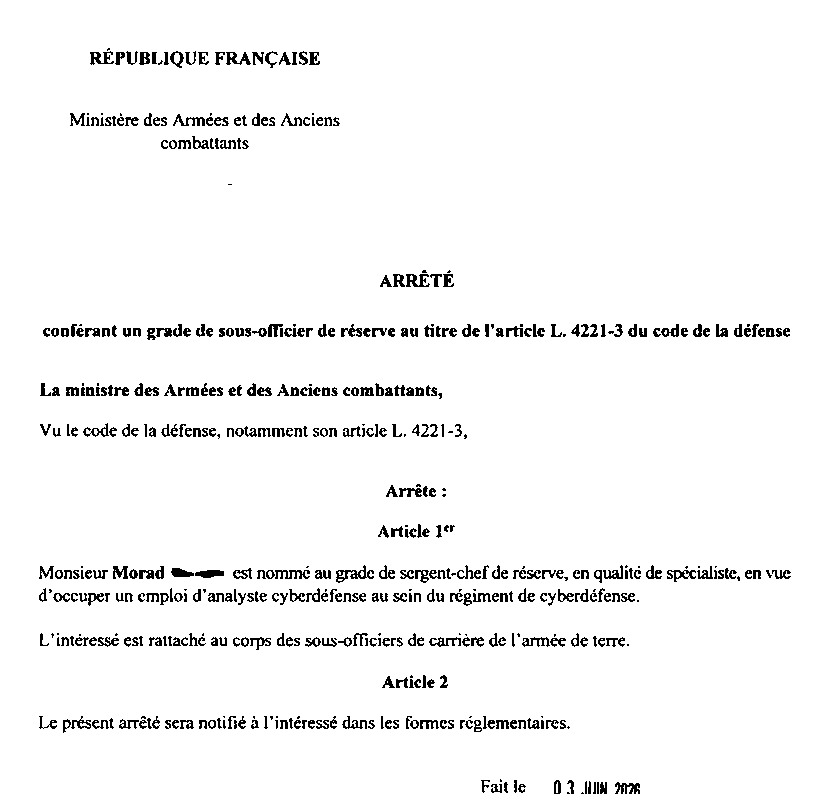 RÉPUBLIQUE FRANÇAISE
Ministère des Armées et des Anciens
combattants
-
ARRÊTÉ
conférant un grade de sous-officier de réserve au titre de l'article L. 4221-3 du code de la défense
La ministre des Armées et des Anciens combattants,
Vu le code de la défense, notamment son article L. 4221-3,
Arrête :
Article 1er
Monsieur Morad est nommé au grade de sergent-chef de réserve, en qualité de spécialiste, en vue
d'occuper un emploi d'analyste cyberdéfense au sein du régiment de cyberdéfense.
L'intéressé est rattaché au corps des sous-officiers de carrière de l'armée de terre.
Article 2
Le présent arrêté sera notifié à l'intéressé dans les formes réglementaires.
Fait le 03 JUIN 2026